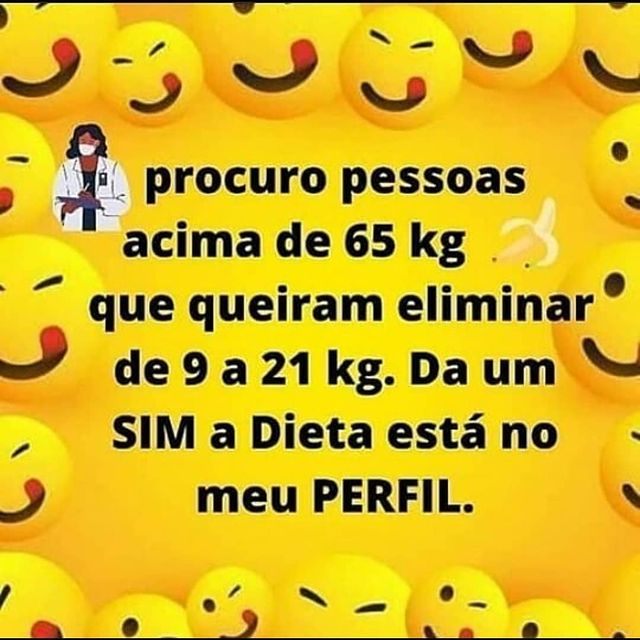 procuro pessoas
acima de 65 kg
que queiram eliminar
de 9 a 21 kg. Da um
SIM a Dieta está no
meu PERFIL.